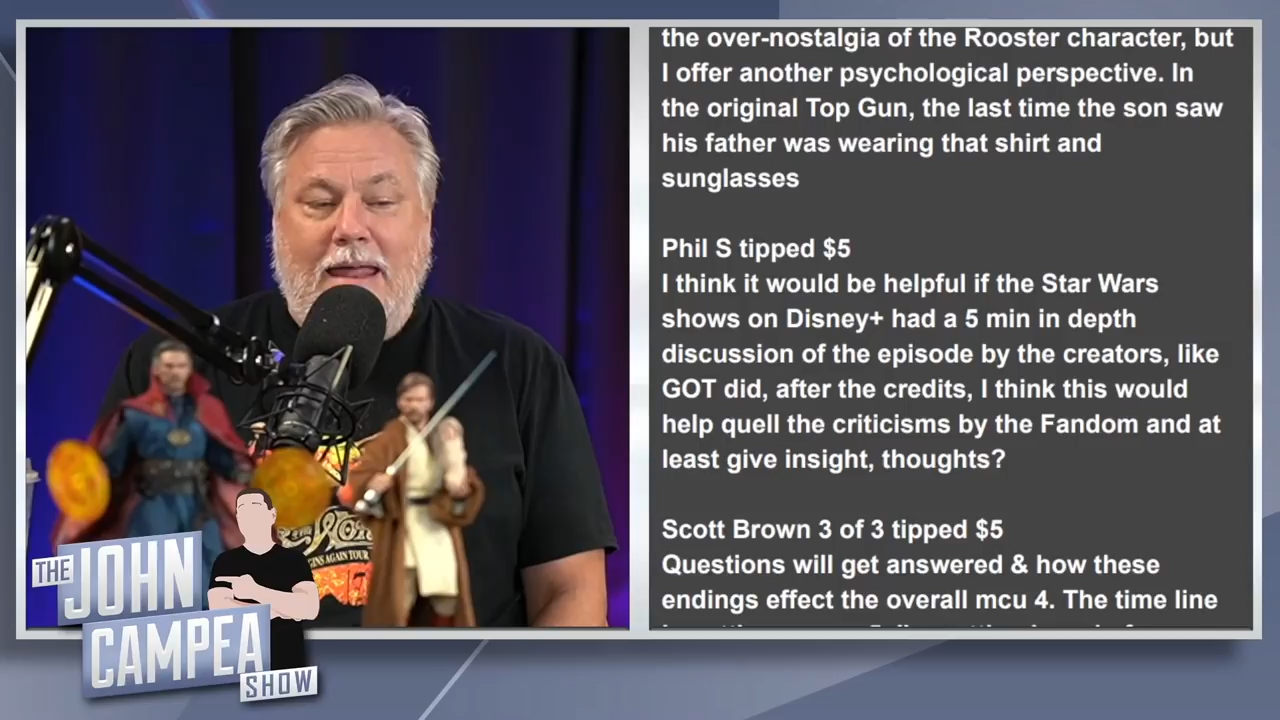 the over-nostalgia of the Rooster character, but
I offer another psychological perspective. In
the original Top Gun, the last time the son saw
his father was wearing that shirt and
sunglasses
Phil S tipped $5
I think it would be helpful if the Star Wars
shows on Disney+ had a 5 min in depth
discussion of the episode by the creators, like
GOT did, after the credits, I think this would
help quell the criticisms by the Fandom and at
least give insight, thoughts?
Scott Brown 3 of 3 tipped $5
Questions will get answered & how these
endings effect the overall mcu 4. The time line
THE
JOHN
CAMPEA
SHOW